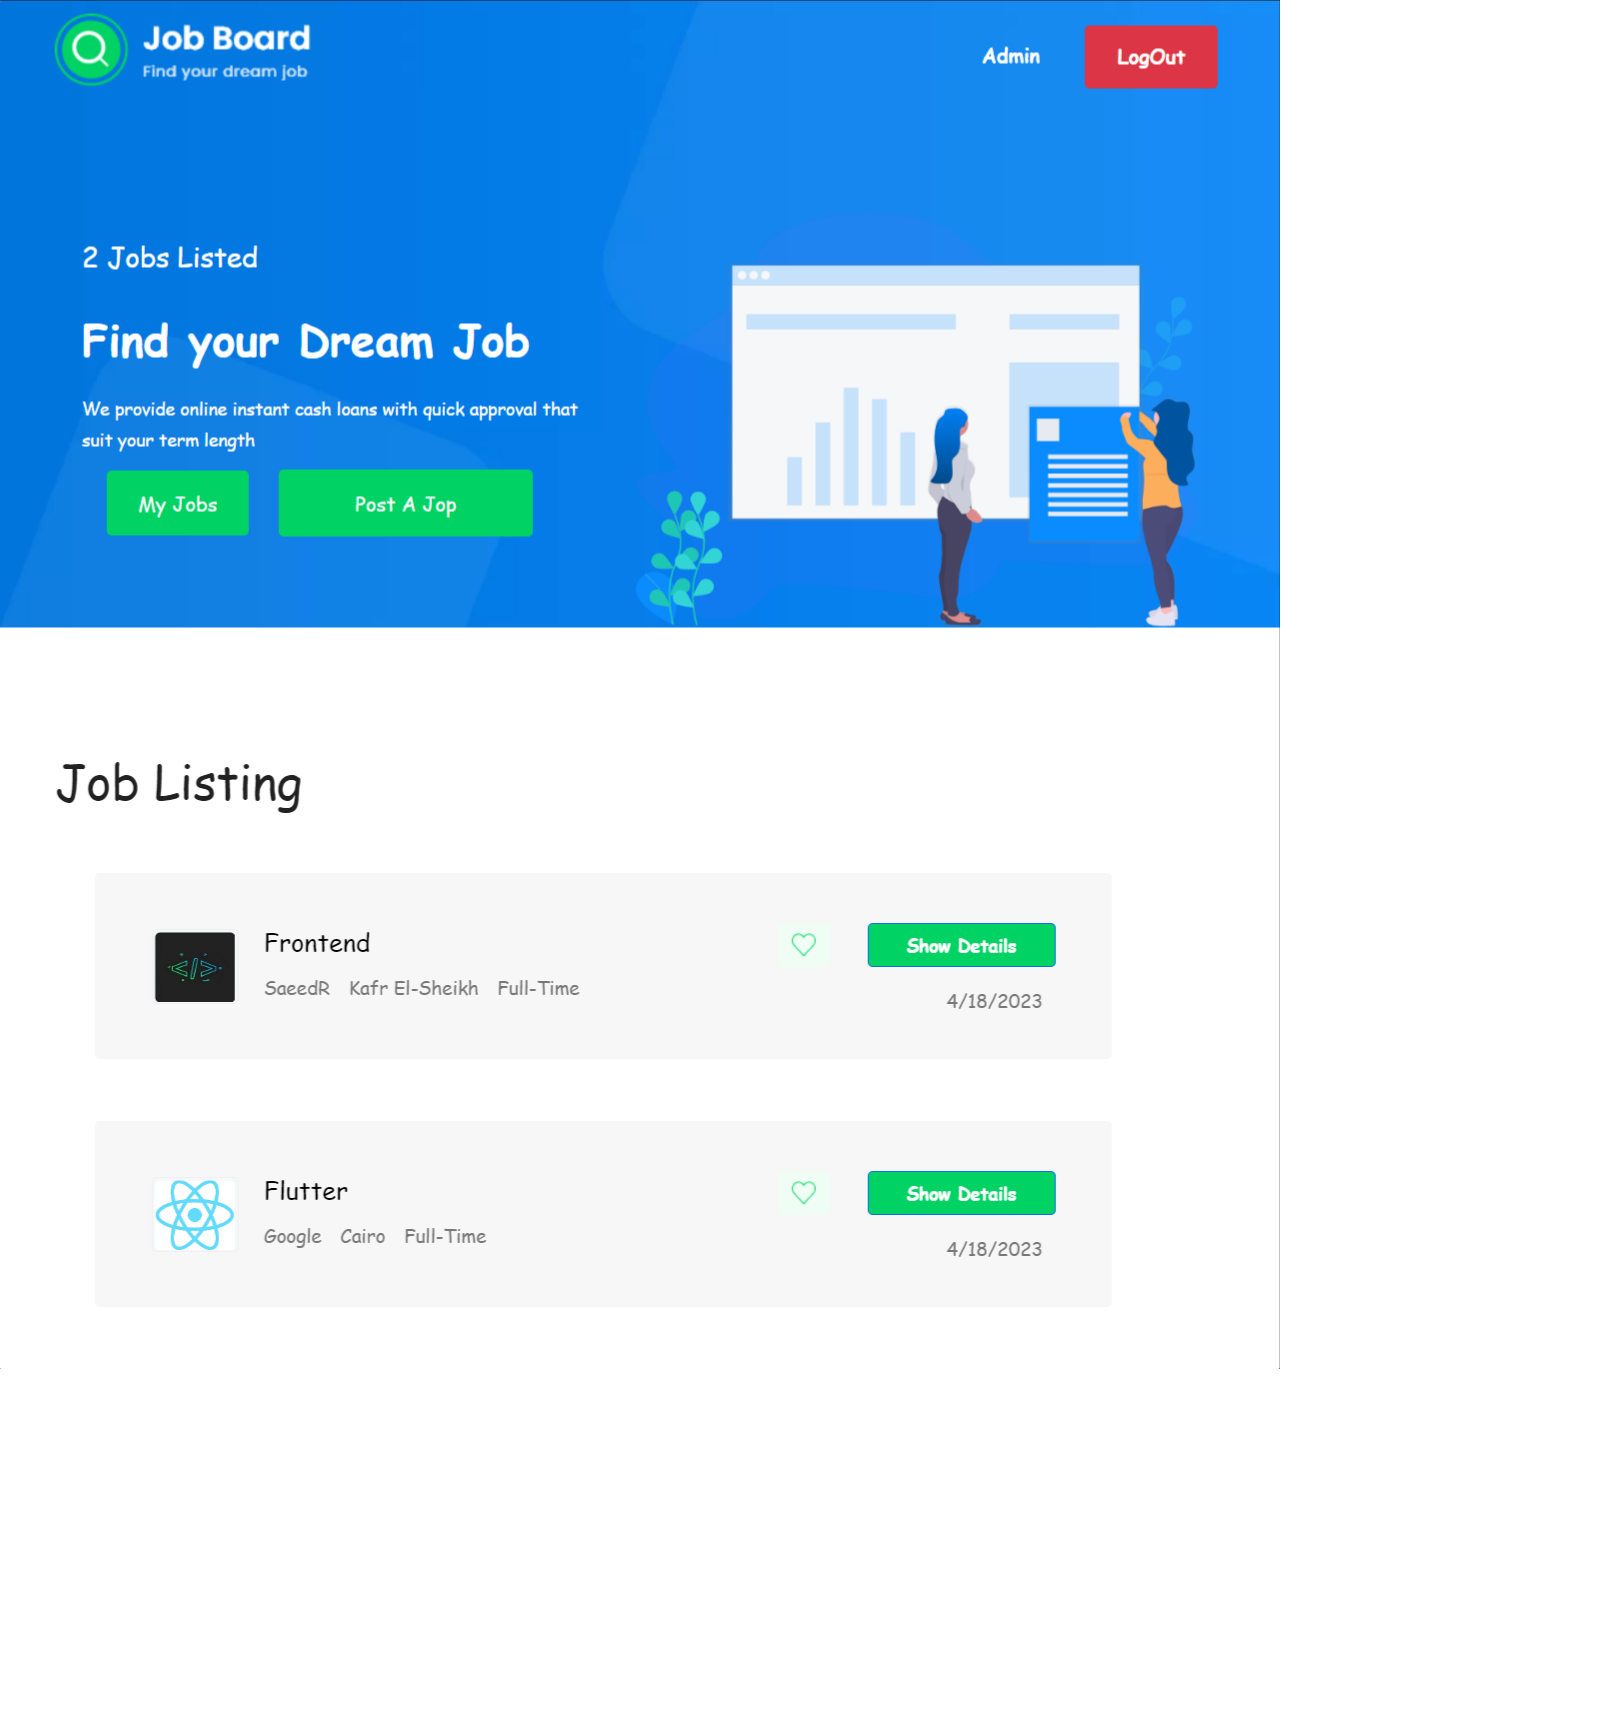 Job Board
Find your dream job
Admin
LogOut
2 Jobs Listed
Find your Dream Job
We provide online instant cash loans with quick approval that
suit your term length
My Jobs
Post A Jop
Job Listing
Frontend
SaeedR Kafr El-Sheikh Full-Time
Show Details
4/18/2023
Flutter
Google Cairo Full-Time
Show Details
4/18/2023